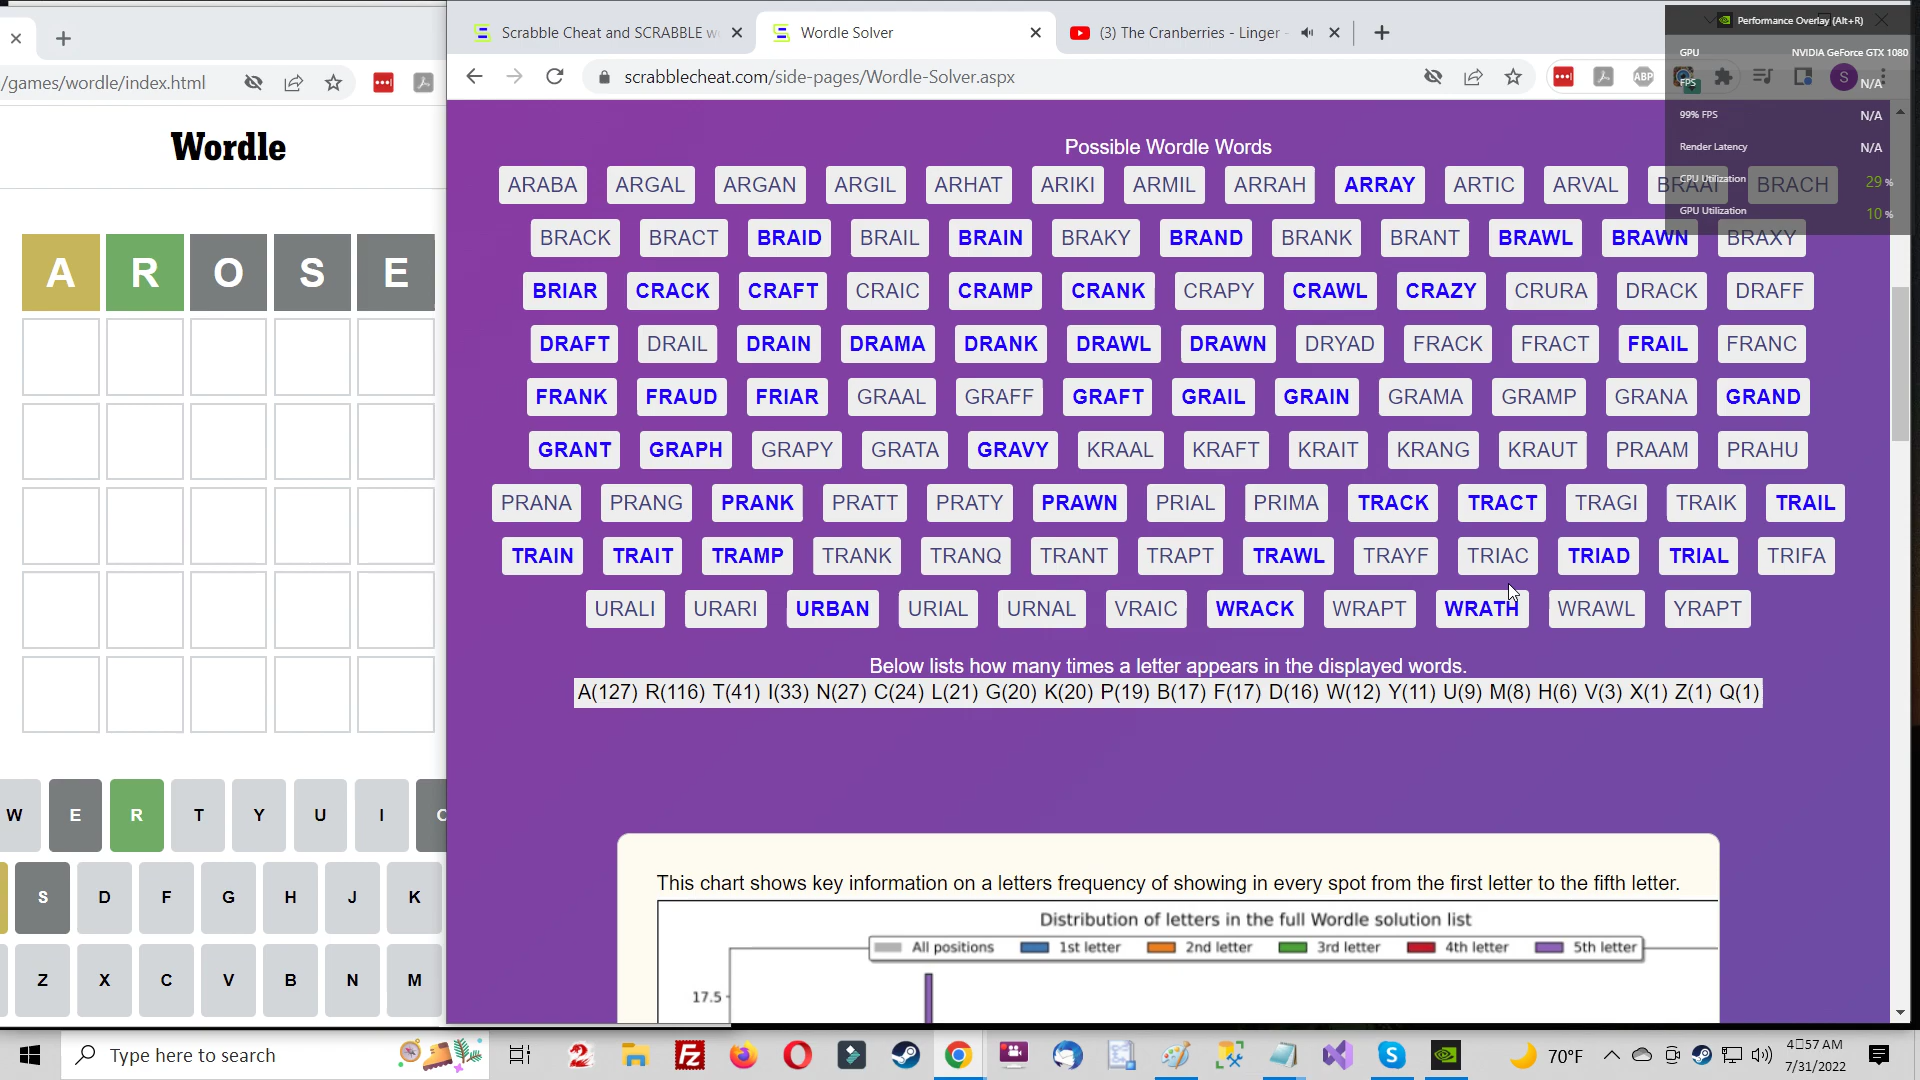 Scrabble Cheat and SCRABBLE w
Wordle Solver
(3) The Cranberries - Linger -
Performance Overlay (Alt+R)
/games/wordle/index.html
scrabblecheat.com/side-pages/Wordle-Solver.aspx
ABP
S
GPU
NVIDIA GeForce GTX 1080
FPS
N/A
99% FPS
N/A
Render Latency
N/A
CPU Utilization
29 %
GPU Utilization
10 %
Wordle
A R O S E
W E R T Y U I
S D F G H J K
Z X C V B N M
Possible Wordle Words
ARABA ARGAL ARGAN ARGIL ARHAT ARIKI ARMIL ARRAH ARRAY ARTIC ARVAL BRAAI BRACH
BRACK BRACT BRAID BRAIL BRAIN BRAKY BRAND BRANK BRANT BRAWL BRAWN BRAXY
BRIAR CRACK CRAFT CRAIC CRAMP CRANK CRAPY CRAWL CRAZY CRURA DRACK DRAFF
DRAFT DRAIL DRAIN DRAMA DRANK DRAWL DRAWN DRYAD FRACK FRACT FRAIL FRANC
FRANK FRAUD FRIAR GRAAL GRAFF GRAFT GRAIL GRAIN GRAMA GRAMP GRANA GRAND
GRANT GRAPH GRAPY GRATA GRAVY KRAAL KRAFT KRAIT KRANG KRAUT PRAAM PRAHU
PRANA PRANG PRANK PRATT PRATY PRAWN PRIAL PRIMA TRACK TRACT TRAGI TRAIK TRAIL
TRAIN TRAIT TRAMP TRANK TRANQ TRANT TRAPT TRAWL TRAYF TRIAC TRIAD TRIAL TRIFA
URALI URARI URBAN URIAL URNAL VRAIC WRACK WRAPT WRATH WRAWL YRAPT
Below lists how many times a letter appears in the displayed words.
A(127) R(116) T(41) I(33) N(27) C(24) L(21) G(20) K(20) P(19) B(17) F(17) D(16) W(12) Y(11) U(9) M(8) H(6) V(3) X(1) Z(1) Q(1)
This chart shows key information on a letters frequency of showing in every spot from the first letter to the fifth letter.
Distribution of letters in the full Wordle solution list
All positions 1st letter 2nd letter 3rd letter 4th letter 5th letter
17.5
Type here to search
70°F
4:57 AM
7/31/2022